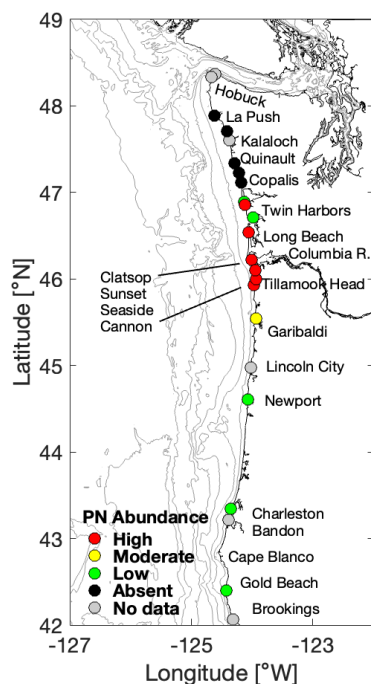 49
48
47
46
45
44
43
42
Latitude [°N]
Hobuck
La Push
Kalaloch
Quinault
Copalis
Twin Harbors
Long Beach
Columbia R.
Clatsop
Sunset
Seaside
Cannon
Tillamook Head
Garibaldi
Lincoln City
Newport
Charleston
Bandon
Cape Blanco
Gold Beach
Brookings
PN Abundance
High
Moderate
Low
Absent
No data
-127
-125
-123
Longitude [°W]